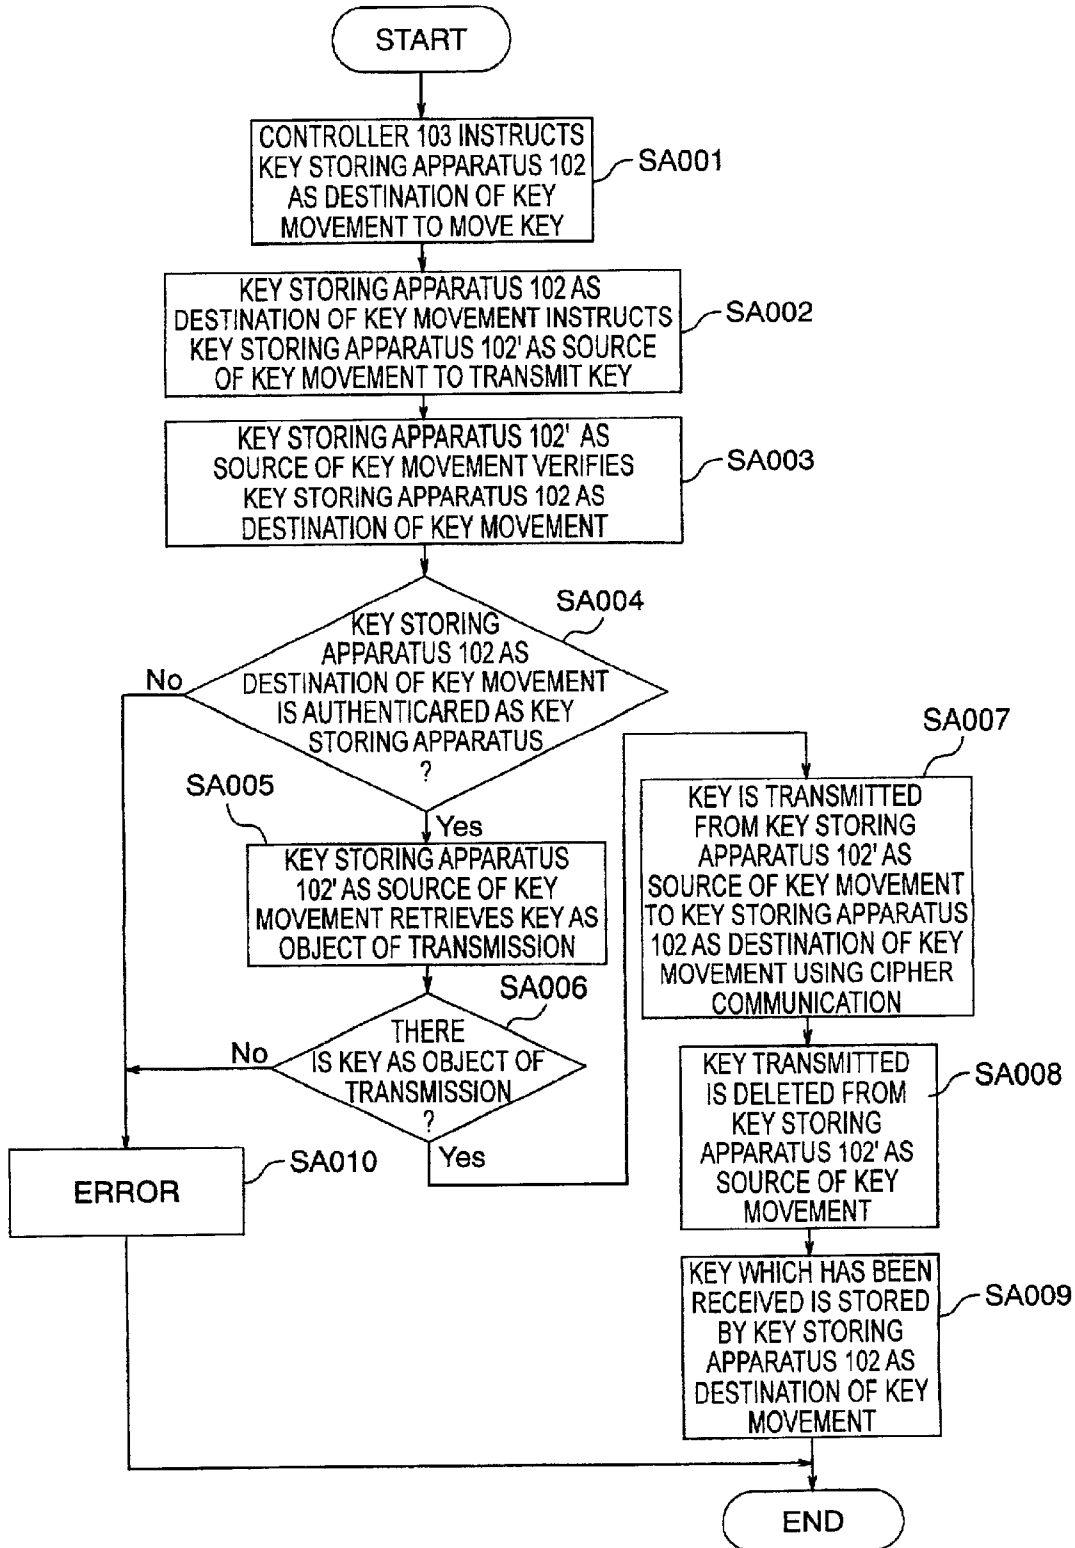 START
CONTROLLER 103 INSTRUCTS
KEY STORING APPARATUS 102
AS DESTINATION OF KEY
MOVEMENT TO MOVE KEY
SA001
KEY STORING APPARATUS 102 AS
DESTINATION OF KEY MOVEMENT INSTRUCTS
KEY STORING APPARATUS 102' AS SOURCE
OF KEY MOVEMENT TO TRANSMIT KEY
SA002
KEY STORING APPARATUS 102' AS
SOURCE OF KEY MOVEMENT VERIFIES
KEY STORING APPARATUS 102 AS
DESTINATION OF KEY MOVEMENT
SA003
SA004
KEY STORING
APPARATUS 102 AS
DESTINATION OF KEY MOVEMENT
IS AUTHENTICARED AS KEY
STORING APPARATUS
?
No
Yes
SA005
KEY STORING APPARATUS
102' AS SOURCE OF KEY
MOVEMENT RETRIEVES KEY AS
OBJECT OF TRANSMISSION
SA006
THERE
IS KEY AS OBJECT OF
TRANSMISSION
?
No
Yes
SA010
ERROR
SA007
KEY IS TRANSMITTED
FROM KEY STORING
APPARATUS 102' AS
SOURCE OF KEY MOVEMENT
TO KEY STORING APPARATUS
102 AS DESTINATION OF KEY
MOVEMENT USING CIPHER
COMMUNICATION
KEY TRANSMITTED
IS DELETED FROM
KEY STORING
APPARATUS 102' AS
SOURCE OF KEY
MOVEMENT
SA008
KEY WHICH HAS BEEN
RECEIVED IS STORED
BY KEY STORING
APPARATUS 102 AS
DESTINATION OF KEY
MOVEMENT
SA009
END